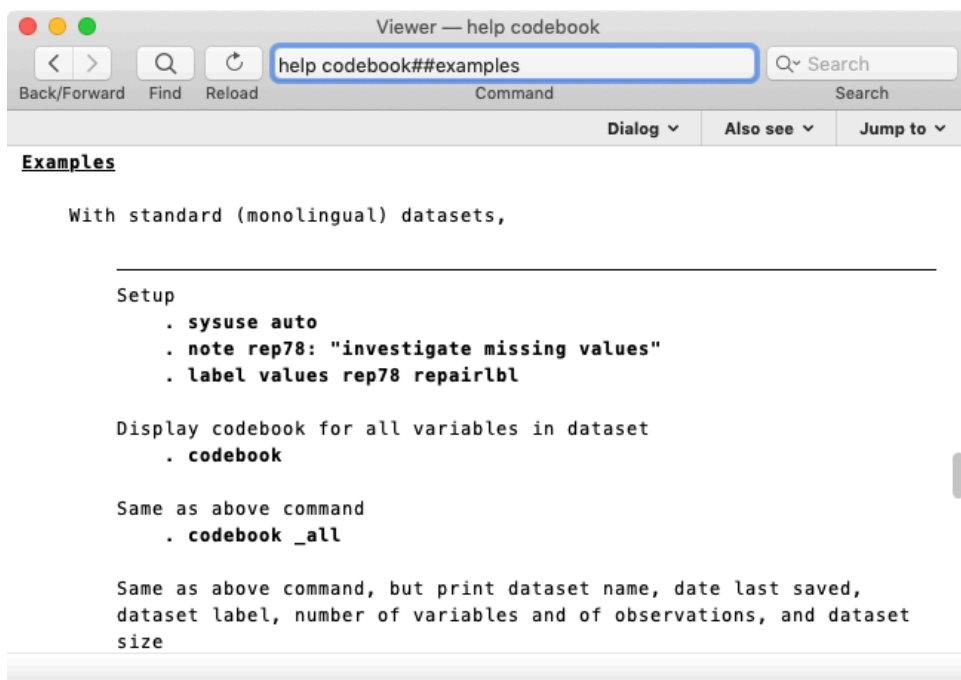 Viewer — help codebook
help codebook##examples
Search
Back/Forward Find Reload Command Search
Dialog Also see Jump to
Examples
With standard (monolingual) datasets,
Setup
. sysuse auto
. note rep78: "investigate missing values"
. label values rep78 repairlbl
Display codebook for all variables in dataset
. codebook
Same as above command
. codebook _all
Same as above command, but print dataset name, date last saved,
dataset label, number of variables and of observations, and dataset
size